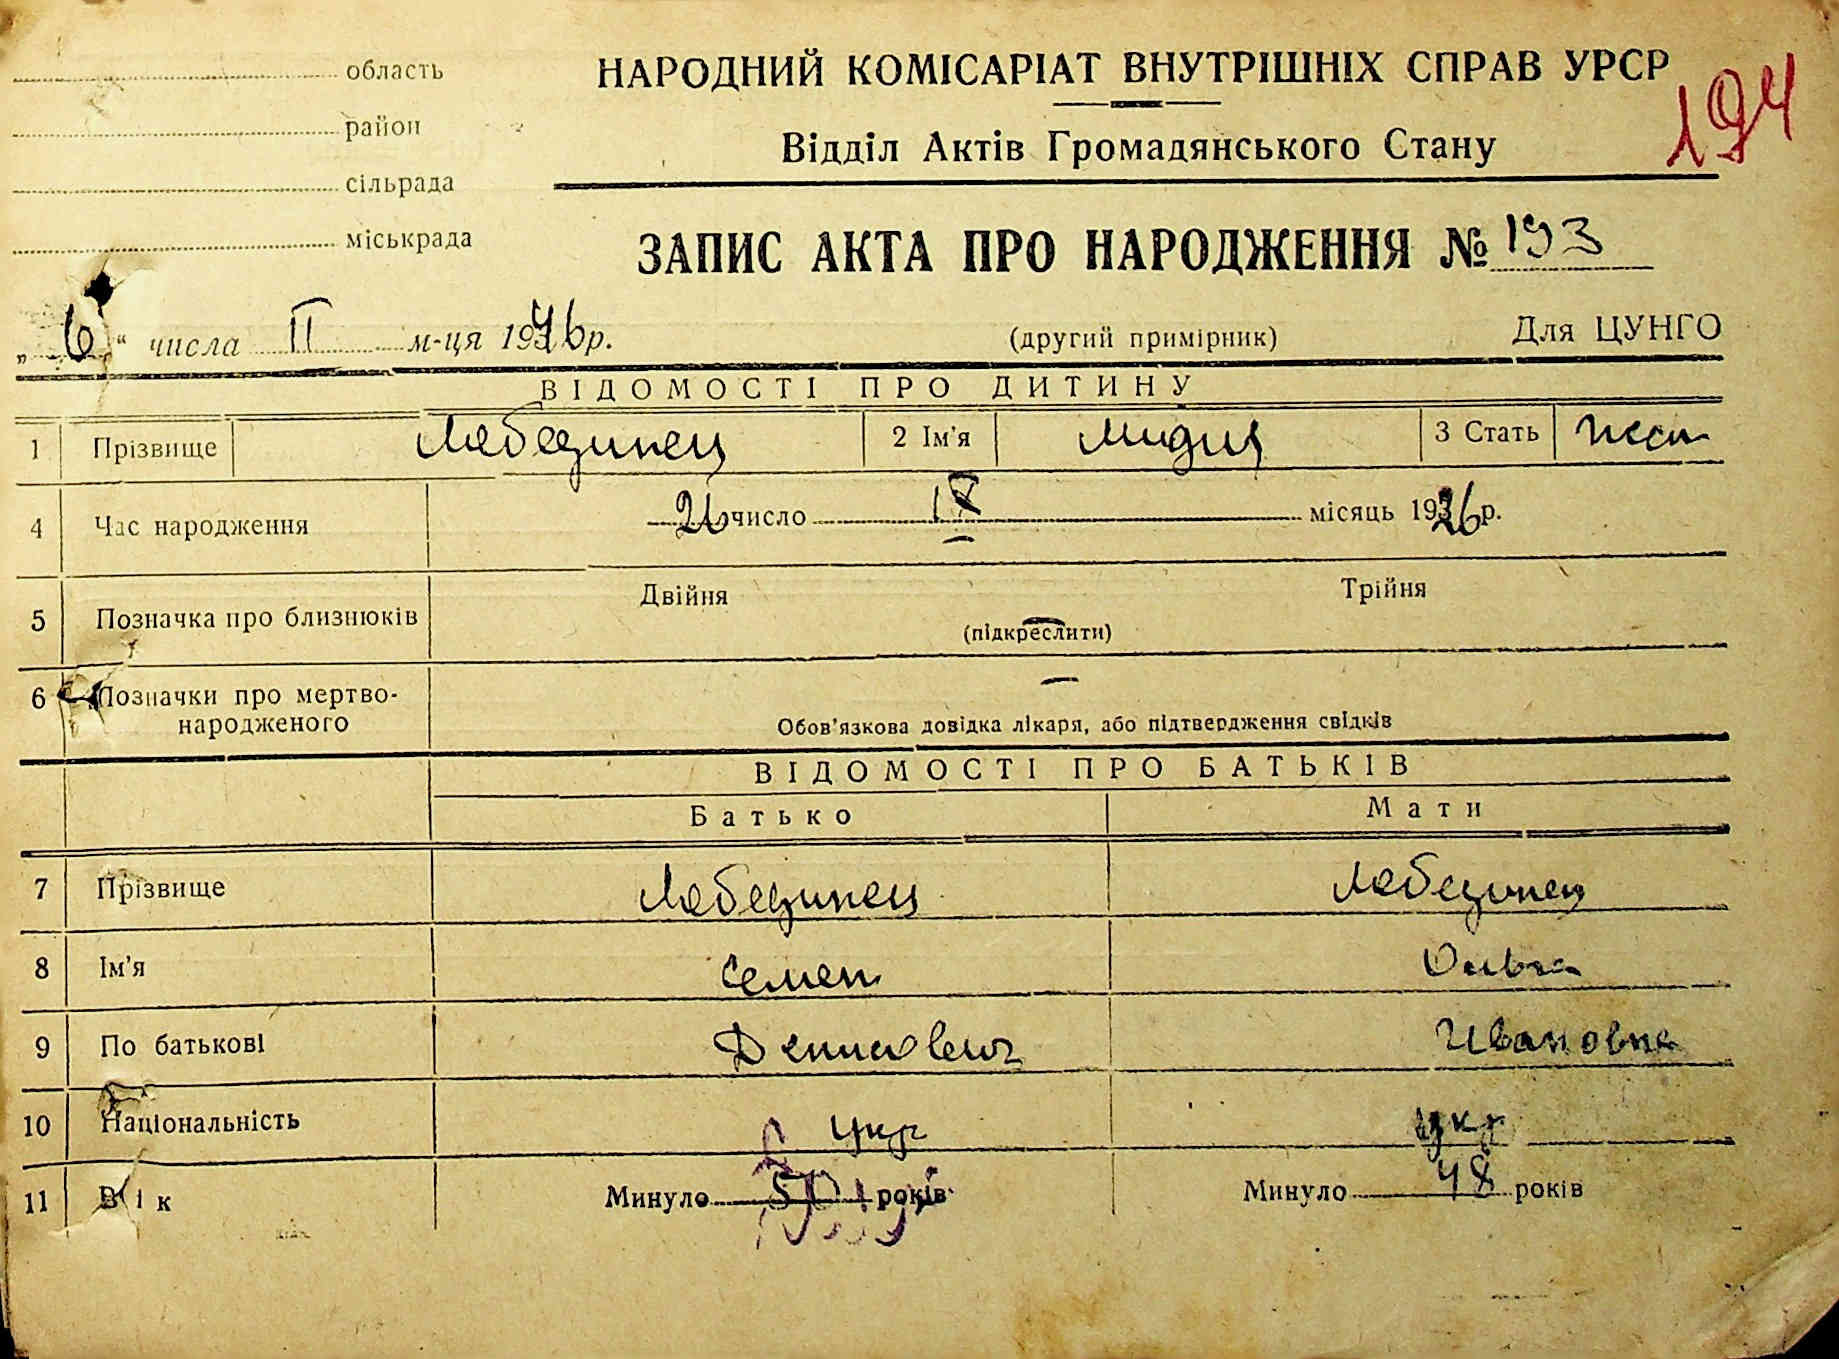 область
НАРОДНИЙ КОМІСАРІАТ ВНУТРІШНІХ СПРАВ УРСР
194
район
Відділ Актів Громадянського Стану
сільрада
міськрада
ЗАПИС АКТА ПРО НАРОДЖЕННЯ № 193
„6“ числа II м-ця 1946р.
(другий примірник)
Для ЦУНГО
ВІДОМОСТІ ПРО ДИТИНУ
1 Прізвище Лебединец 2 Ім'я Лидия 3 Стать жен
4 Час народження 26 число IX місяць 1926р.
5 Позначка про близнюків Двійня Трійня
(підкреслити)
6 Позначки про мертво-
народженого
Обов'язкова довідка лікаря, або підтвердження свідків
ВІДОМОСТІ ПРО БАТЬКІВ
Батько Мати
7 Прізвище Лебединец Лебединец
8 Ім'я Семен Ольга
9 По батькові Денисович Ивановна
10 Національність укр укр
11 Вік Минуло 50 років Минуло 48 років